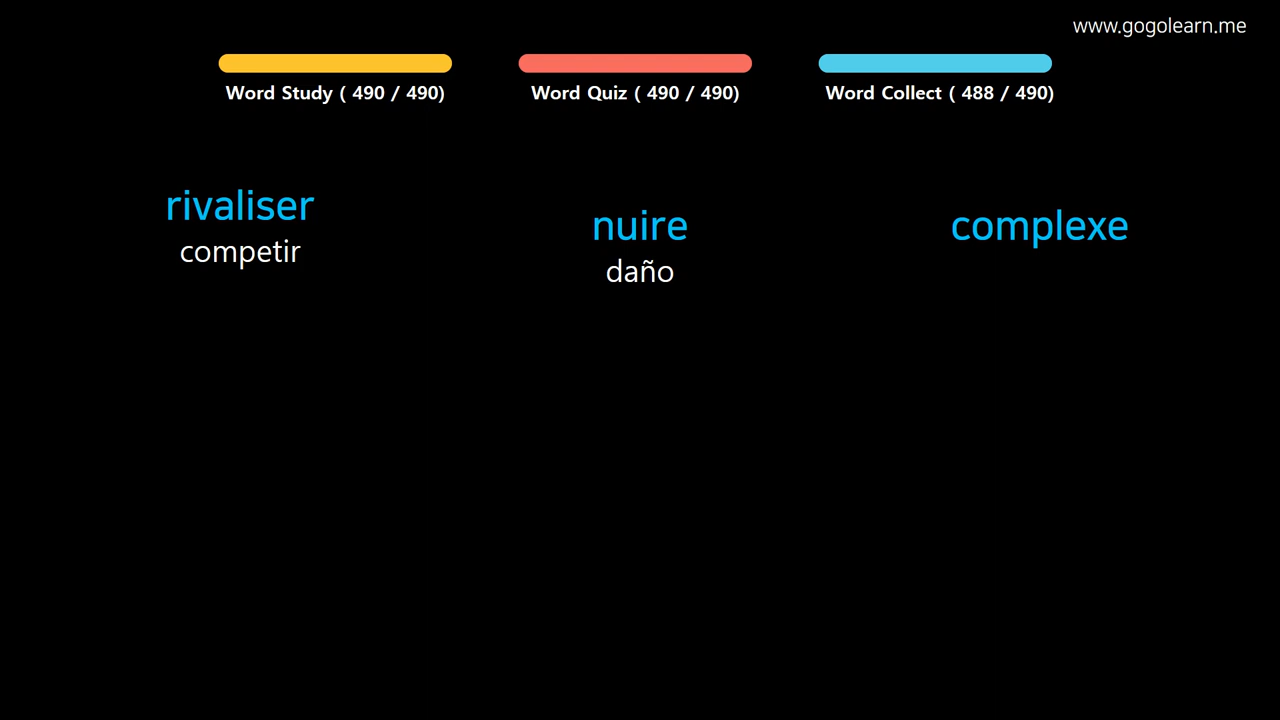 www.gogolearn.me
Word Study ( 490 / 490)
Word Quiz ( 490 / 490)
Word Collect ( 488 / 490)
rivaliser
competir
nuire
daño
complexe